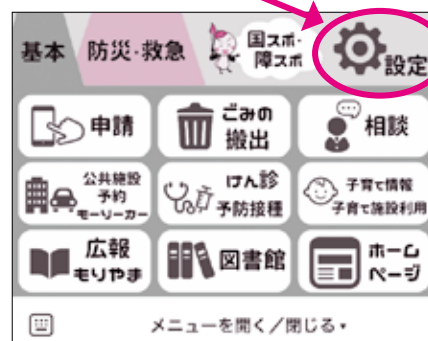 基本
防災・救急
国スポ・
障スポ
設定
申請
ごみの
搬出
相談
公共施設
予約
モーリーカー
けん診
予防接種
子育て情報
子育て施設利用
広報
もりやま
図書館
ホーム
ページ
メニューを開く/閉じる▾